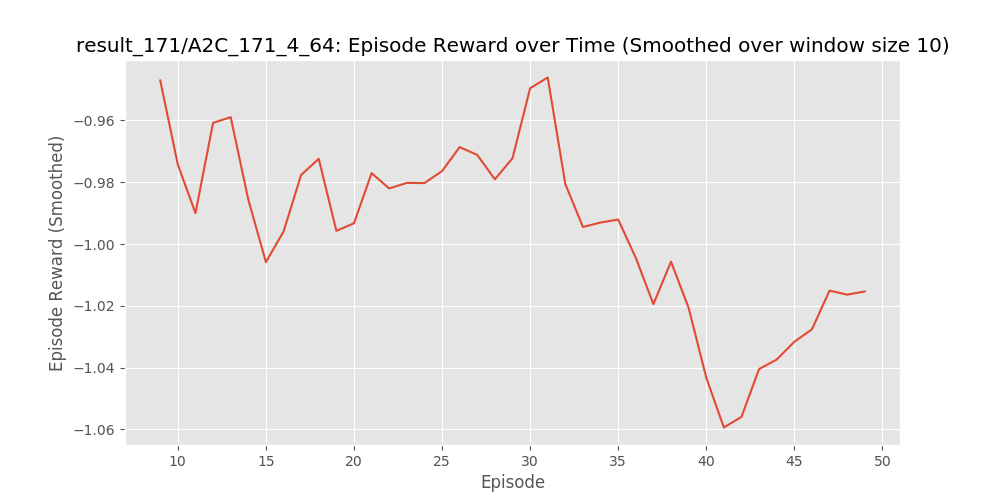 result_171/A2C_171_4_64: Episode Reward over Time (Smoothed over window size 10)
Episode Reward (Smoothed)
−0.96
−0.98
−1.00
−1.02
−1.04
−1.06
10 15 20 25 30 35 40 45 50
Episode